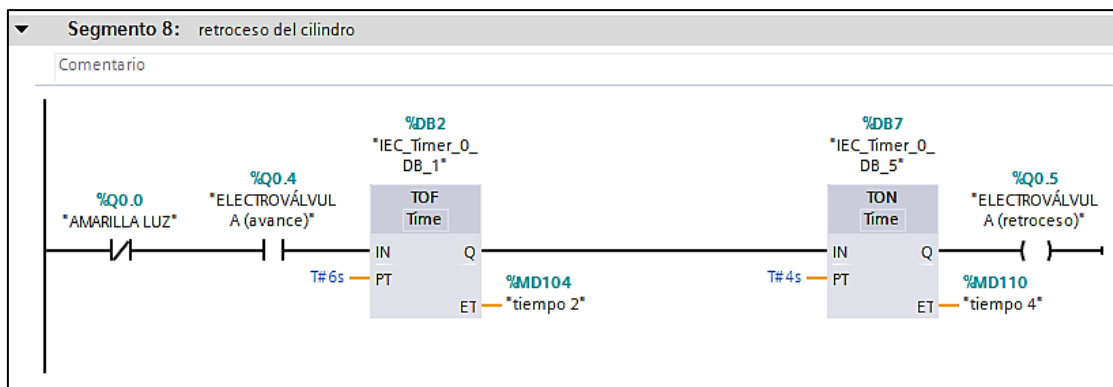 Segmento 8: retroceso del cilindro
Comentario
%DB2
"IEC_Timer_0_
DB_1"
%DB7
"IEC_Timer_0_
DB_5"
%Q0.0
"AMARILLA LUZ"
%Q0.4
"ELECTROVÁLVUL
A (avance)"
TOF
Time
TON
Time
%Q0.5
"ELECTROVÁLVUL
A (retroceso)"
IN Q
IN Q
T#6s PT
%MD104
ET "tiempo 2"
T#4s PT
%MD110
ET "tiempo 4"